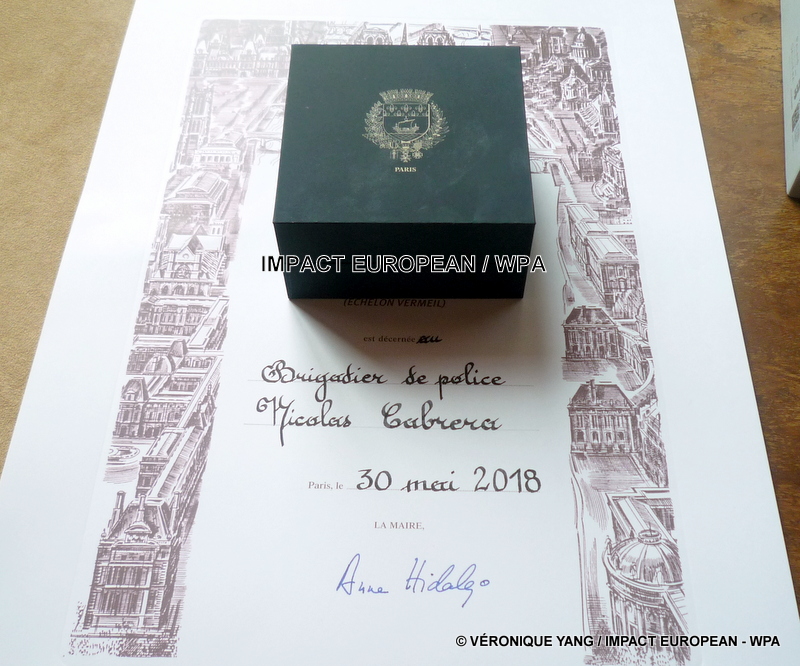 PARIS
IMPACT EUROPEAN / WPA
(ÉCHELON VERMEIL)
est décernée au
Brigadier de police
Nicolas Cabrera
Paris, le 30 mai 2018
LA MAIRE,
Anne Hidalgo
© VÉRONIQUE YANG / IMPACT EUROPEAN - WPA